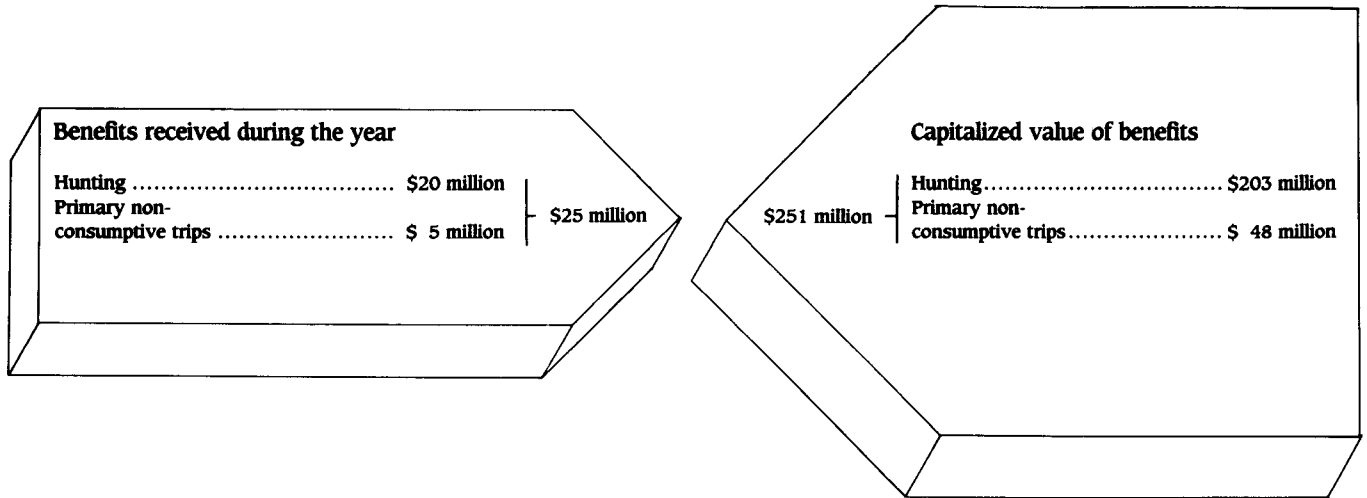 Benefits received during the year
Hunting .................................... $20 million
Primary non-
consumptive trips ........................ $ 5 million
$25 million
Capitalized value of benefits
$251 million
Hunting................................. $203 million
Primary non-
consumptive trips..................... $ 48 million